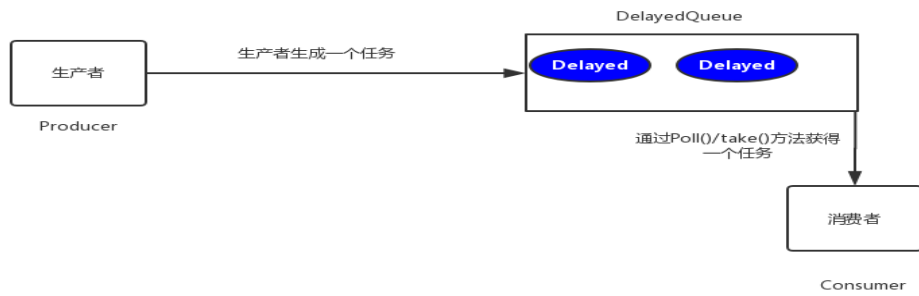 DelayedQueue
生产者生成一个任务
生产者
Delayed
Delayed
Producer
通过Poll()/take()方法获得
一个任务
消费者
Consumer